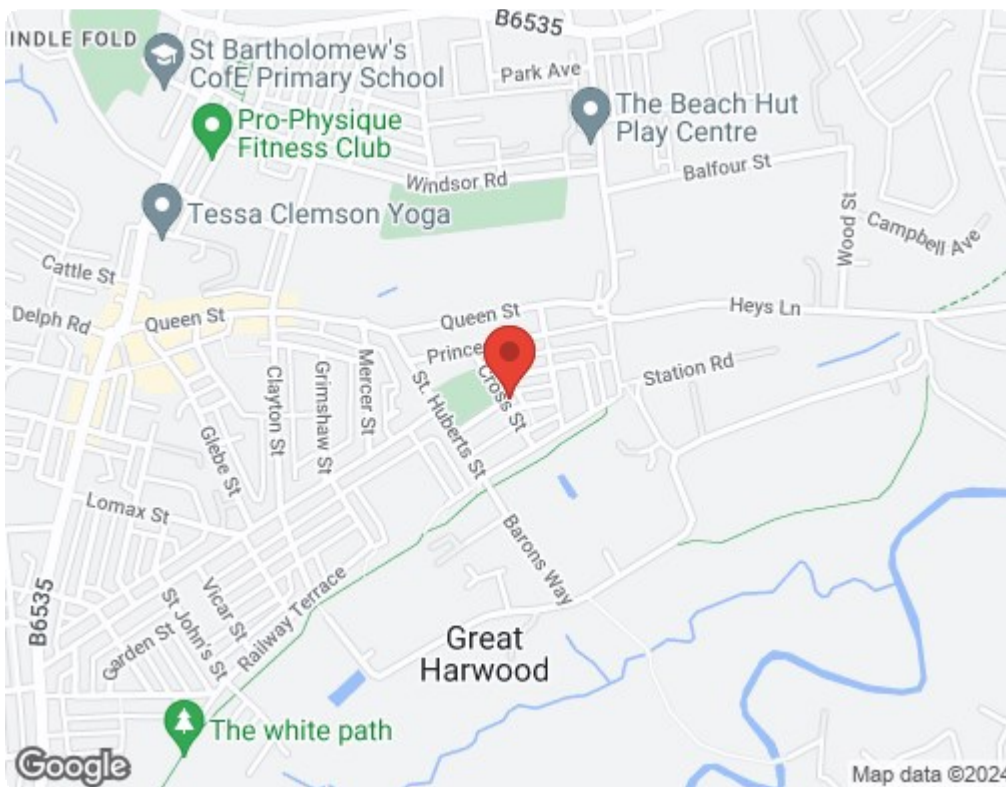 B6535
INDLE FOLD
St Bartholomew's
CofE Primary School
Park Ave
Pro-Physique
Fitness Club
The Beach Hut
Play Centre
Balfour St
Windsor Rd
Tessa Clemson Yoga
Wood St
Campbell Ave
Cattle St
Delph Rd
Queen St
Queen St
Heys Ln
Station Rd
Cross St
Mercer St
Grimshaw St
Clayton St
St. Huberts St
Glebe St
Lomax St
Barons Way
B6535
Vicar St
St John's St
Garden St
Railway Terrace
Great
Harwood
The white path
Google
Map data ©2024